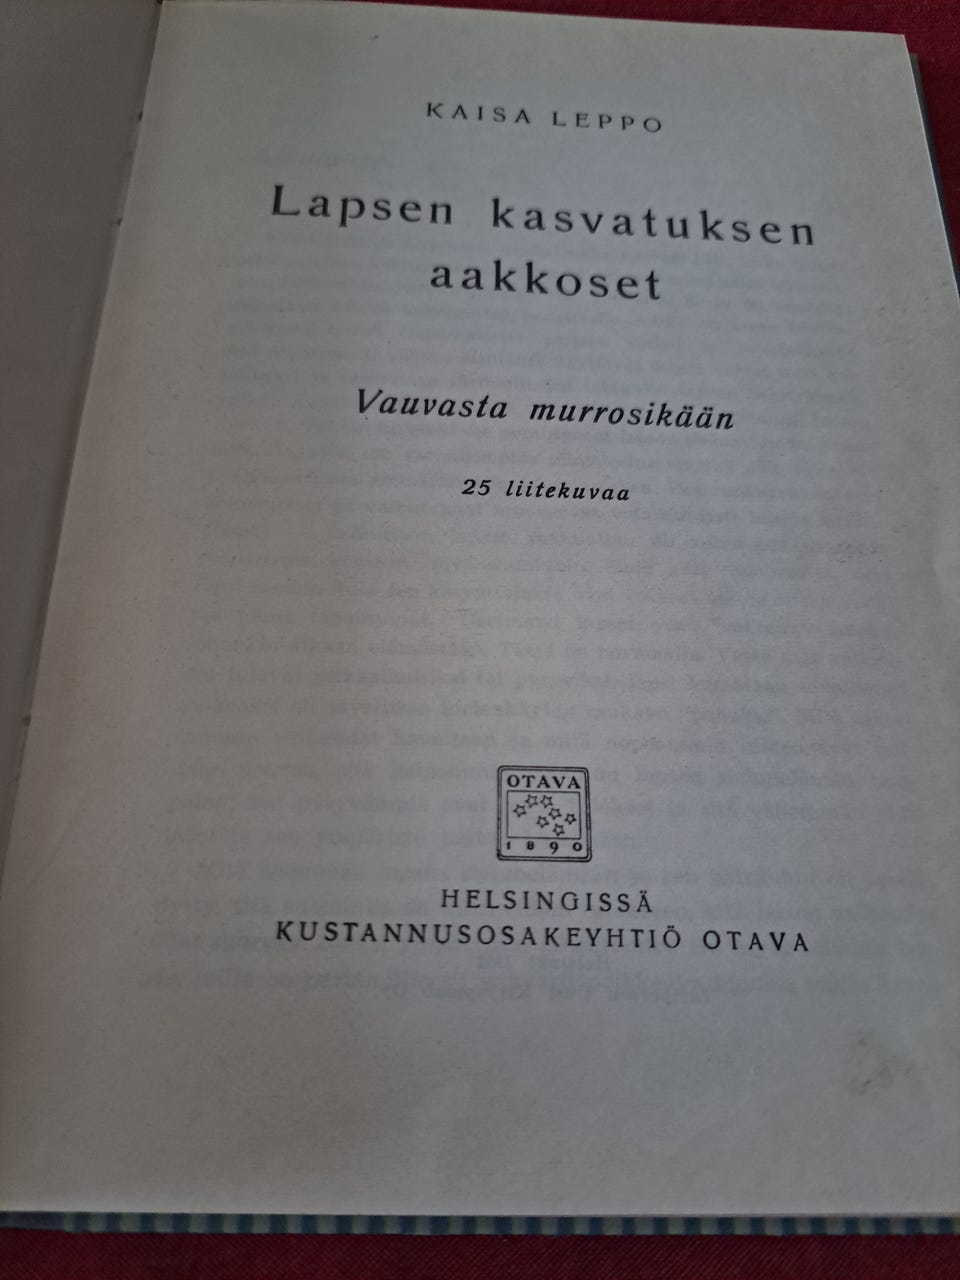 KAISA LEPPO
Lapsen kasvatuksen
aakkoset
Vauvasta murrosikään
25 liitekuvaa
OTAVA
1890
HELSINGISSÄ
KUSTANNUSOSAKEYHTIÖ OTAVA